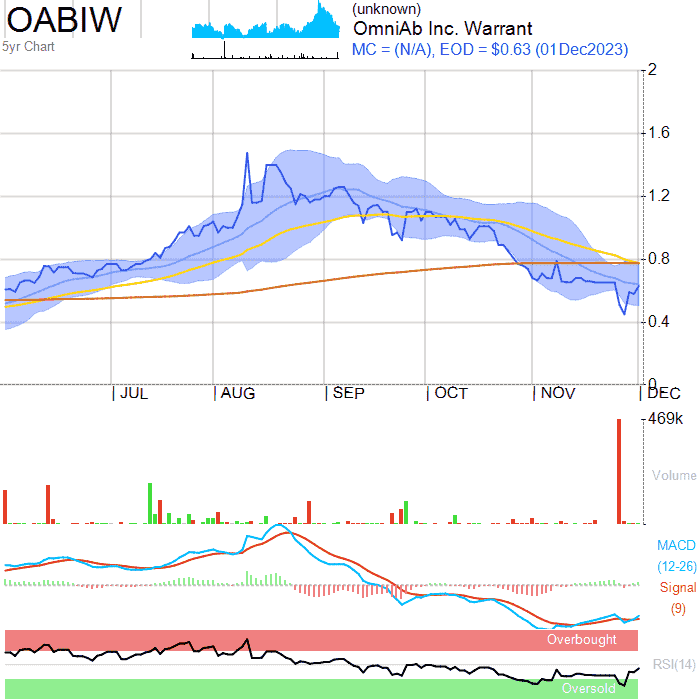 OABIW
5yr Chart
(unknown)
OmniAb Inc. Warrant
MC = (N/A), EOD = $0.63 (01Dec2023)
2
1.6
1.2
0.8
0.4
0
JUL AUG SEP OCT NOV DEC
469k
Volume
MACD
(12-26)
Signal
(9)
Overbought
RSI(14)
Oversold